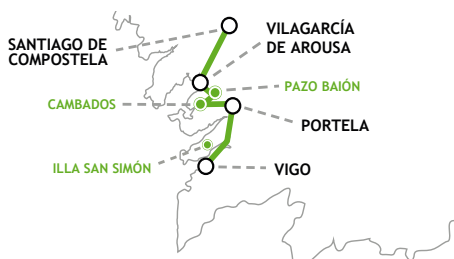 SANTIAGO DE
COMPOSTELA
VILAGARCÍA
DE AROUSA
PAZO BAIÓN
CAMBADOS
PORTELA
ILLA SAN SIMÓN
VIGO